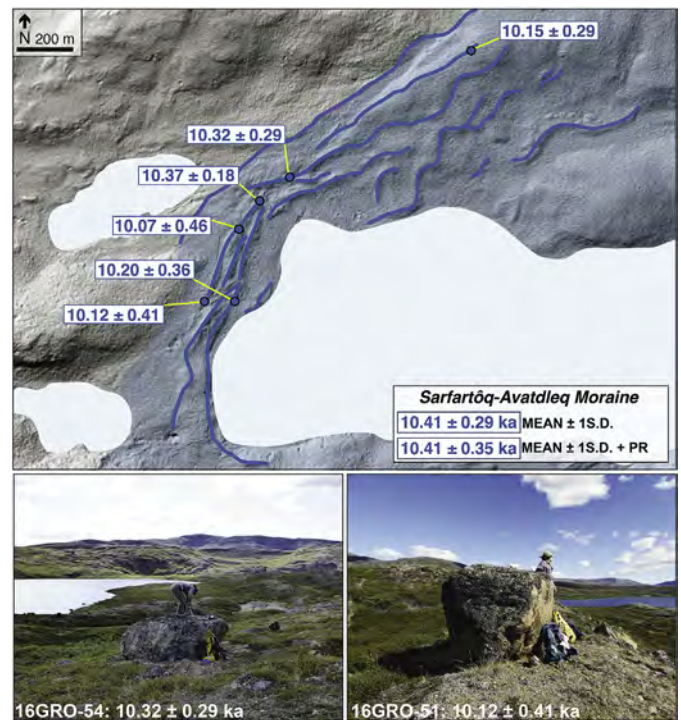 N 200 m
10.15 ± 0.29
10.32 ± 0.29
10.37 ± 0.18
10.07 ± 0.46
10.20 ± 0.36
10.12 ± 0.41
Sarfartôq-Avatdleq Moraine
10.41 ± 0.29 ka MEAN ± 1S.D.
10.41 ± 0.35 ka MEAN ± 1S.D. + PR
16GRO-54: 10.32 ± 0.29 ka
16GRO-51: 10.12 ± 0.41 ka